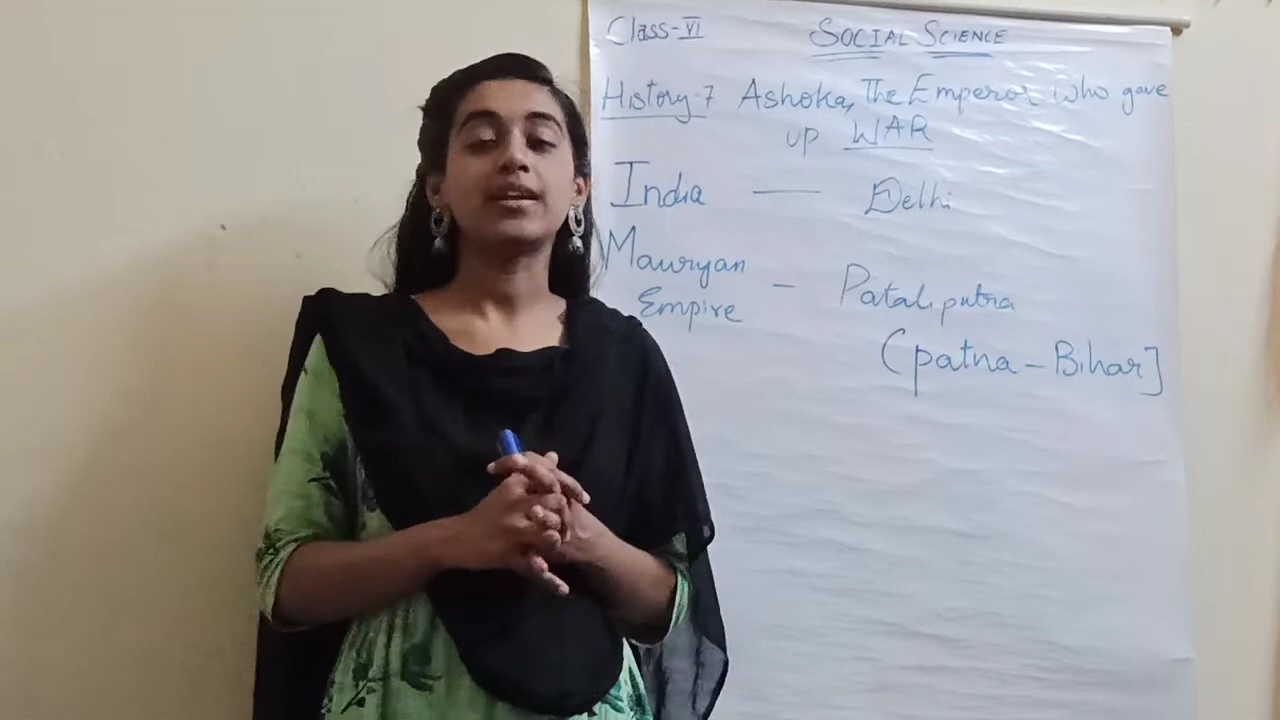 Class-VI SOCIAL SCIENCE
History-7 Ashoka, The Emperor who gave
up WAR
India — Delhi
Mauryan
Empire - Pataliputra
(patna - Bihar]